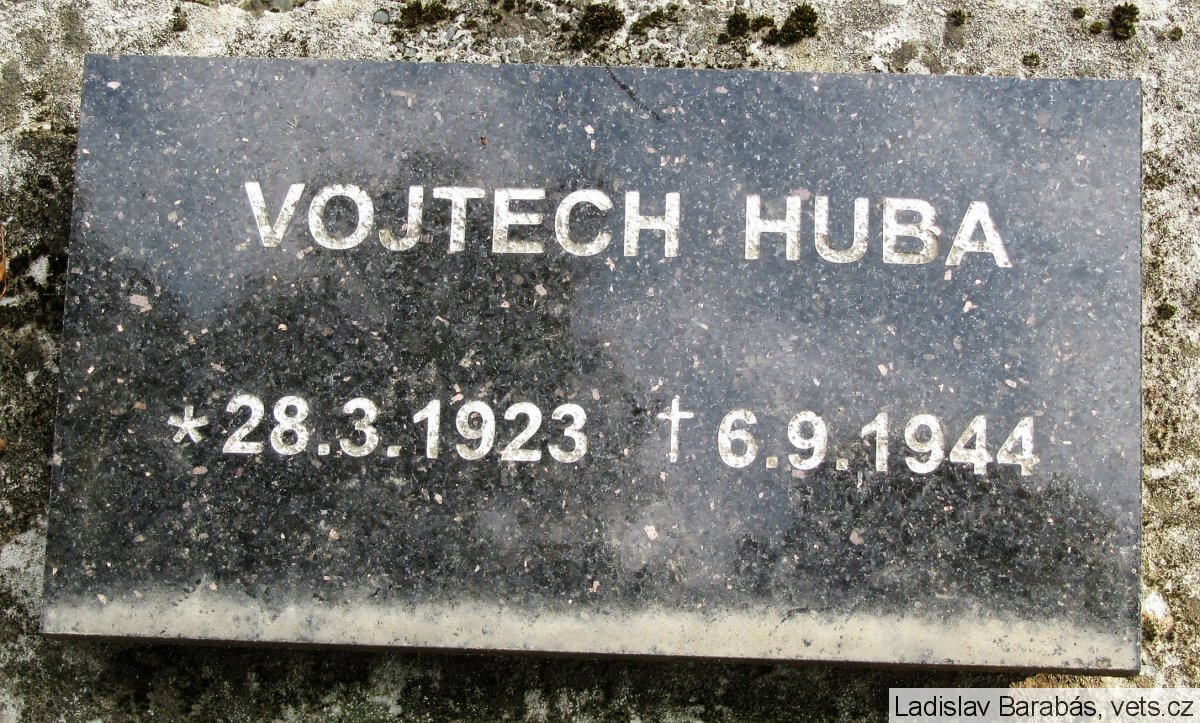 VOJTECH HUBA
* 28.3.1923 † 6.9.1944
Ladislav Barabás, vets.cz